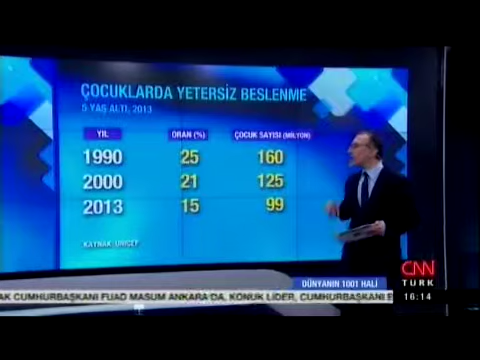 ÇOCUKLARDA YETERSİZ BESLENME
5 YAŞ ALTI, 2013
YIL ORAN (%) ÇOCUK SAYISI (MİLYON)
1990 25 160
2000 21 125
2013 15 99
KAYNAK: UNICEF
CNN
TURK
DÜNYANIN 1001 HALİ
AK CUMHURBAŞKANI FUAD MASUM ANKARA'DA, KONUK LİDER, CUMHURBAŞKANI E
16:14